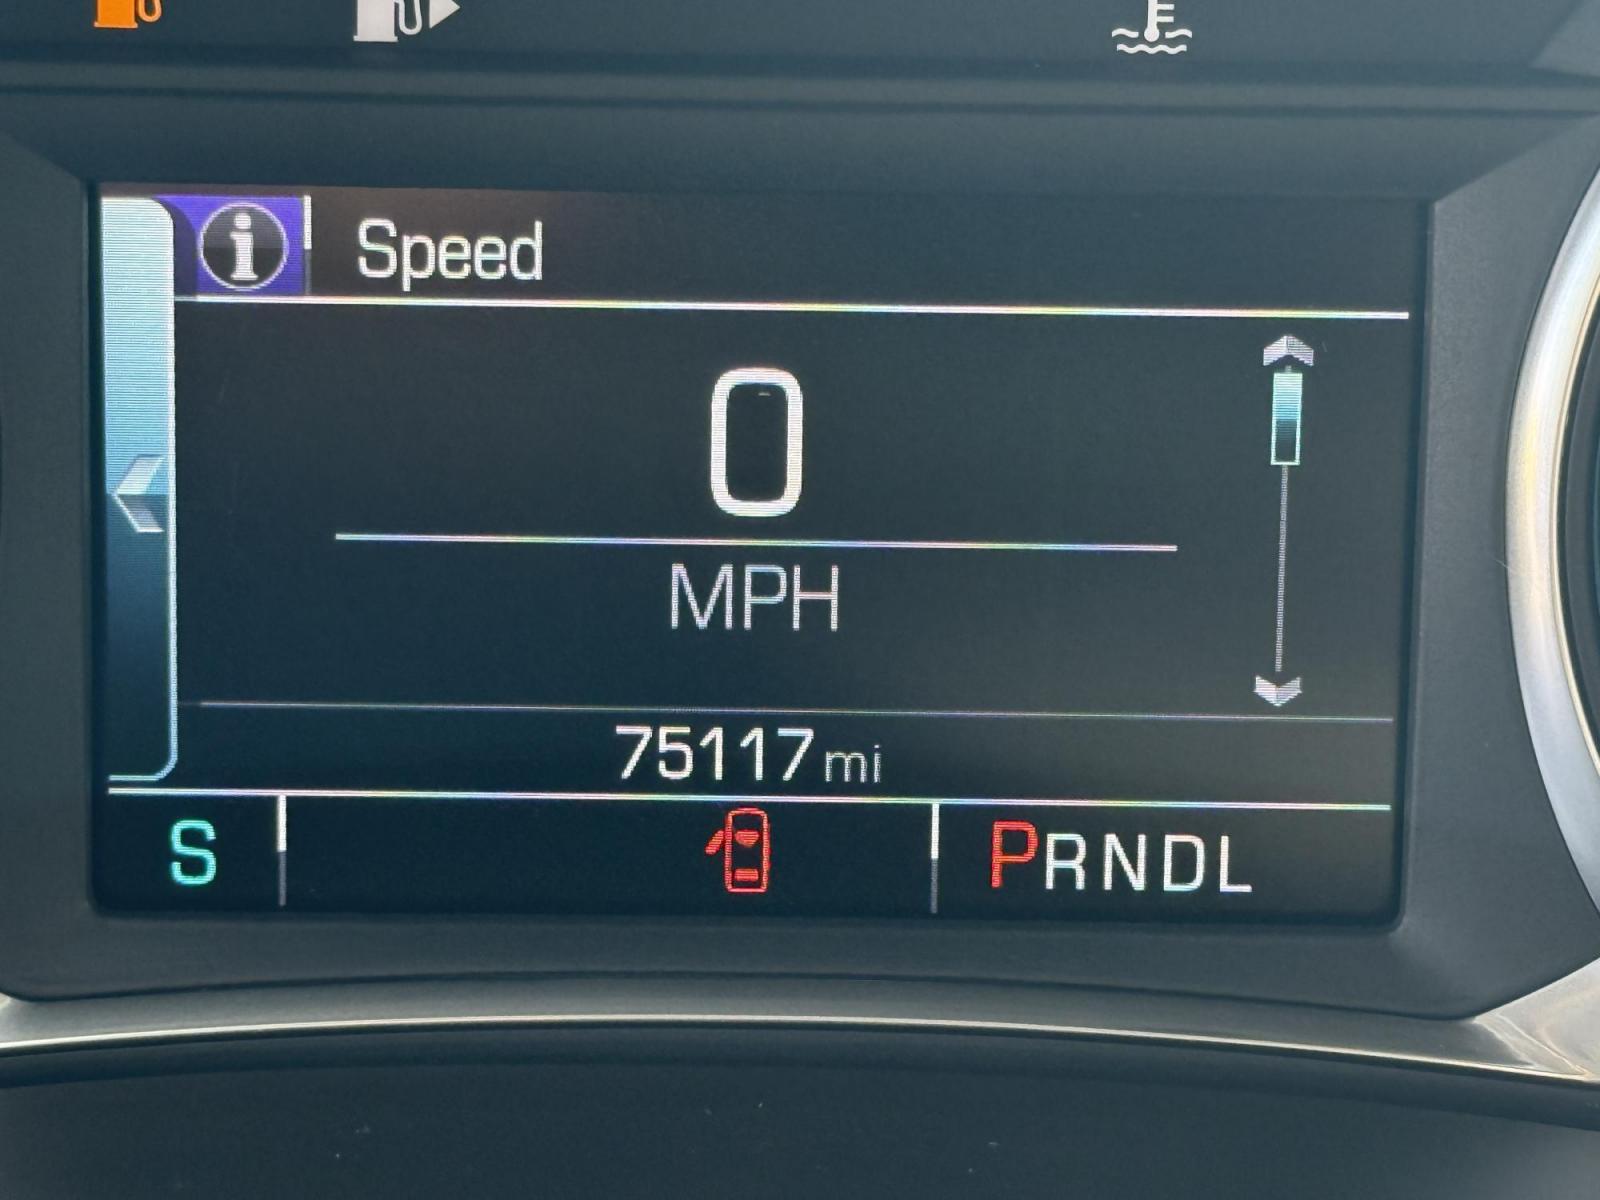 Speed
0
MPH
75117 mi
S PRNDL